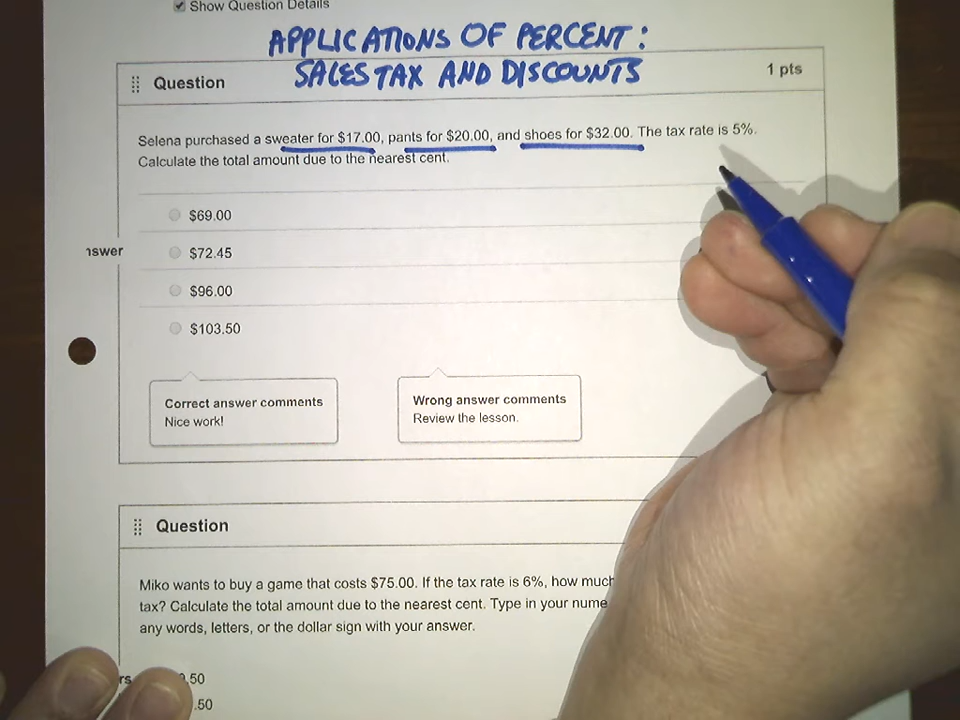 Show Question Details
APPLICATIONS OF PERCENT:
SALES TAX AND DISCOUNTS
Question
1 pts
Selena purchased a sweater for $17.00, pants for $20.00, and shoes for $32.00. The tax rate is 5%.
Calculate the total amount due to the nearest cent.
$69.00
nswer
$72.45
$96.00
$103.50
Correct answer comments
Nice work!
Wrong answer comments
Review the lesson.
Question
Miko wants to buy a game that costs $75.00. If the tax rate is 6%, how much
tax? Calculate the total amount due to the nearest cent. Type in your nume
any words, letters, or the dollar sign with your answer.
rs .50
.50